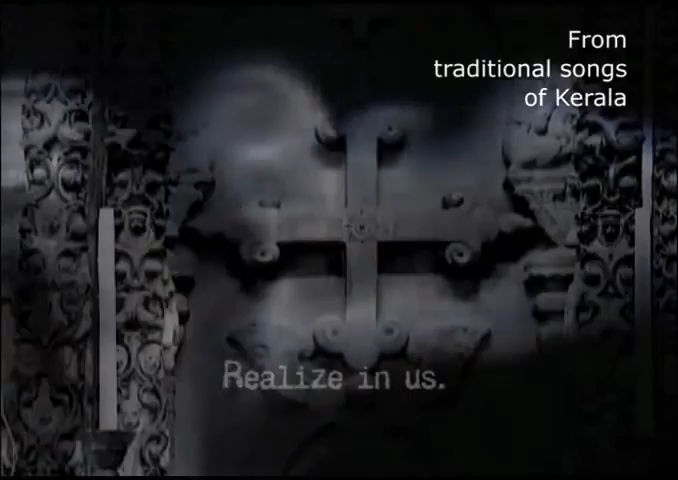 From
traditional songs
of Kerala
Realize in us.